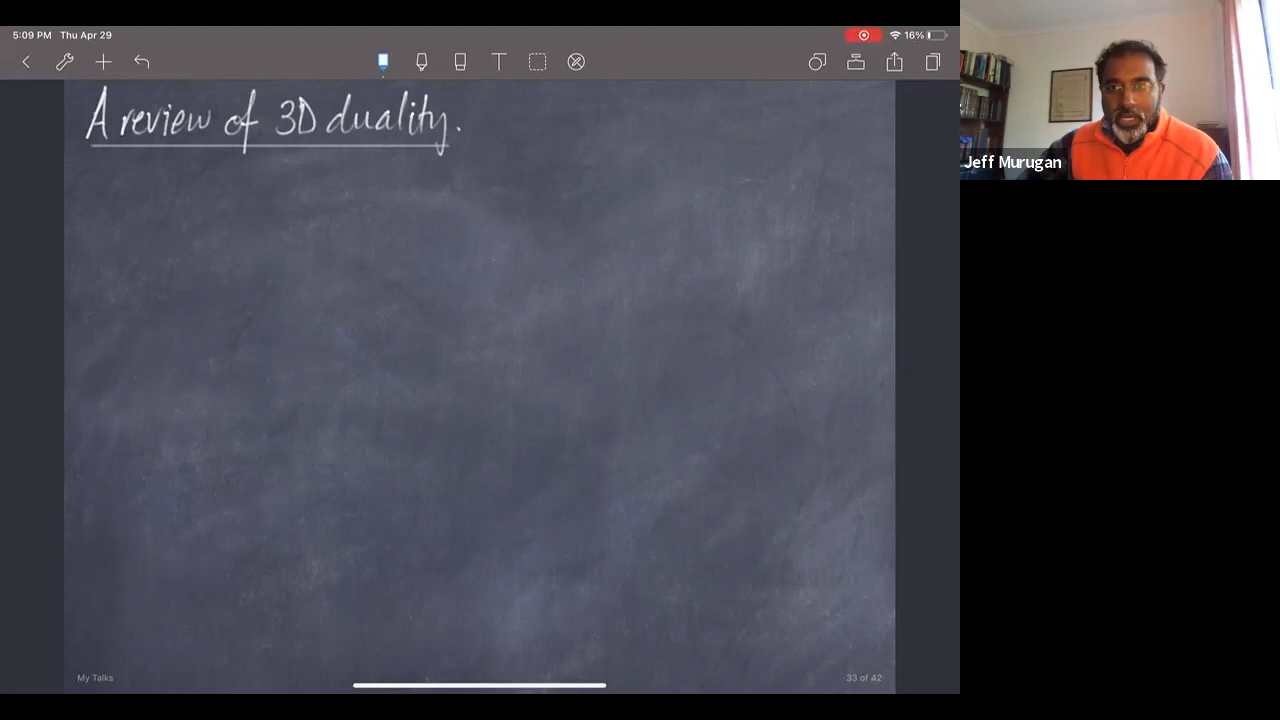 5:09 PM Thu Apr 29
16%
A review of 3D duality.
Jeff Murugan
My Talks
33 of 42